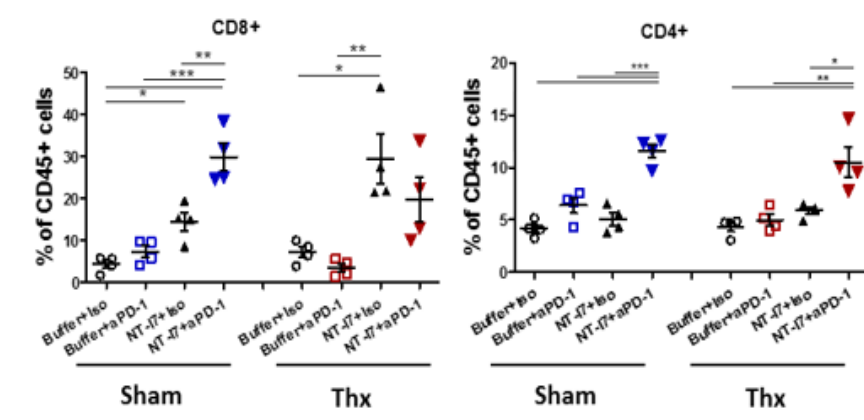 CD8+
** 
***
*
**
*
% of CD45+ cells
50
40
30
20
10
0
Buffer+Iso
Buffer+aPD-1
NT-I7+Iso
NT-I7+aPD-1
Buffer+Iso
Buffer+aPD-1
NT-I7+Iso
NT-I7+aPD-1
Sham
Thx
CD4+
***
*
**
% of CD45+ cells
20
15
10
5
0
Buffer+Iso
Buffer+aPD-1
NT-I7+Iso
NT-I7+aPD-1
Buffer+Iso
Buffer+aPD-1
NT-I7+Iso
NT-I7+aPD-1
Sham
Thx